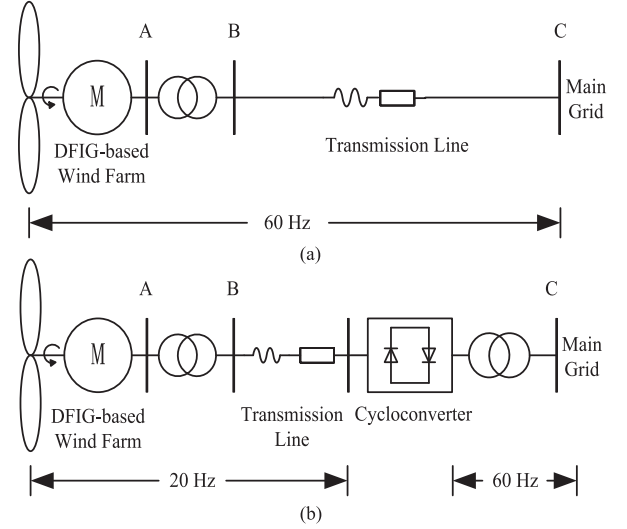 A
B
C
M
Main
Grid
DFIG-based
Wind Farm
Transmission Line
60 Hz
(a)
A
B
C
M
Main
Grid
DFIG-based
Wind Farm
Transmission
Line
Cycloconverter
20 Hz
60 Hz
(b)